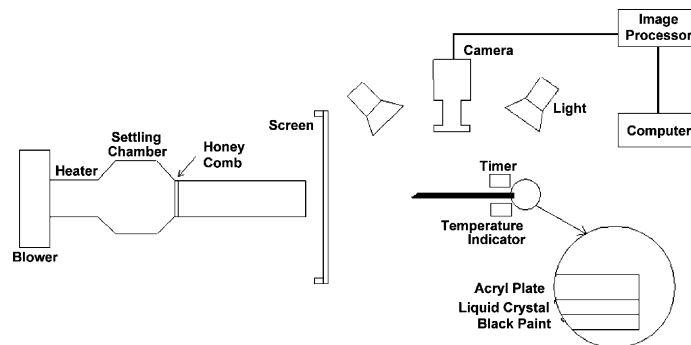 Image
Processor
Camera
Screen
Settling
Chamber
Honey
Comb
Heater
Light
Computer
Timer
Temperature
Indicator
Blower
Acryl Plate
Liquid Crystal
Black Paint